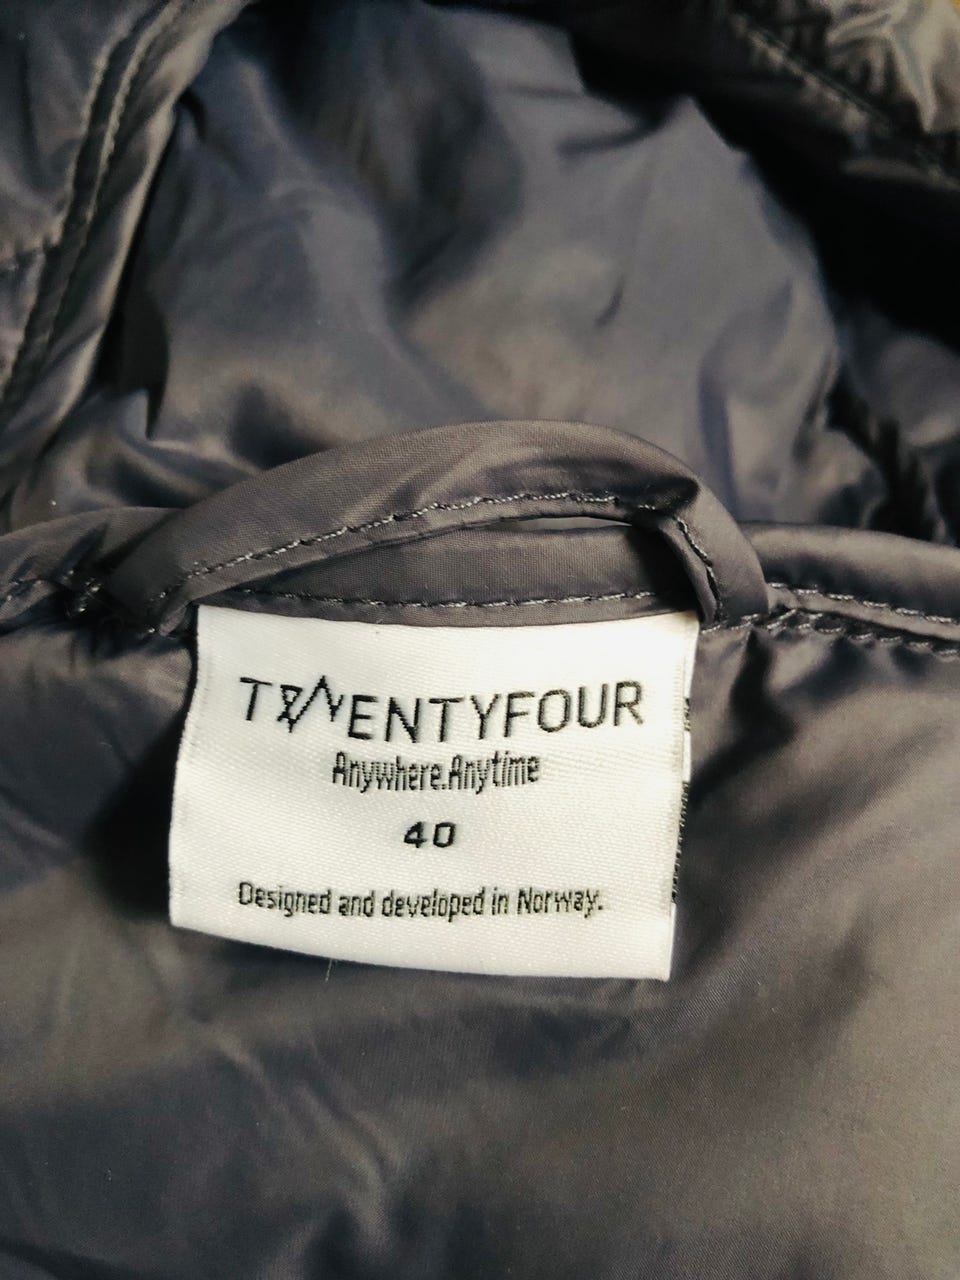 TWENTYFOUR
Anywhere.Anytime
40
Designed and developed in Norway.